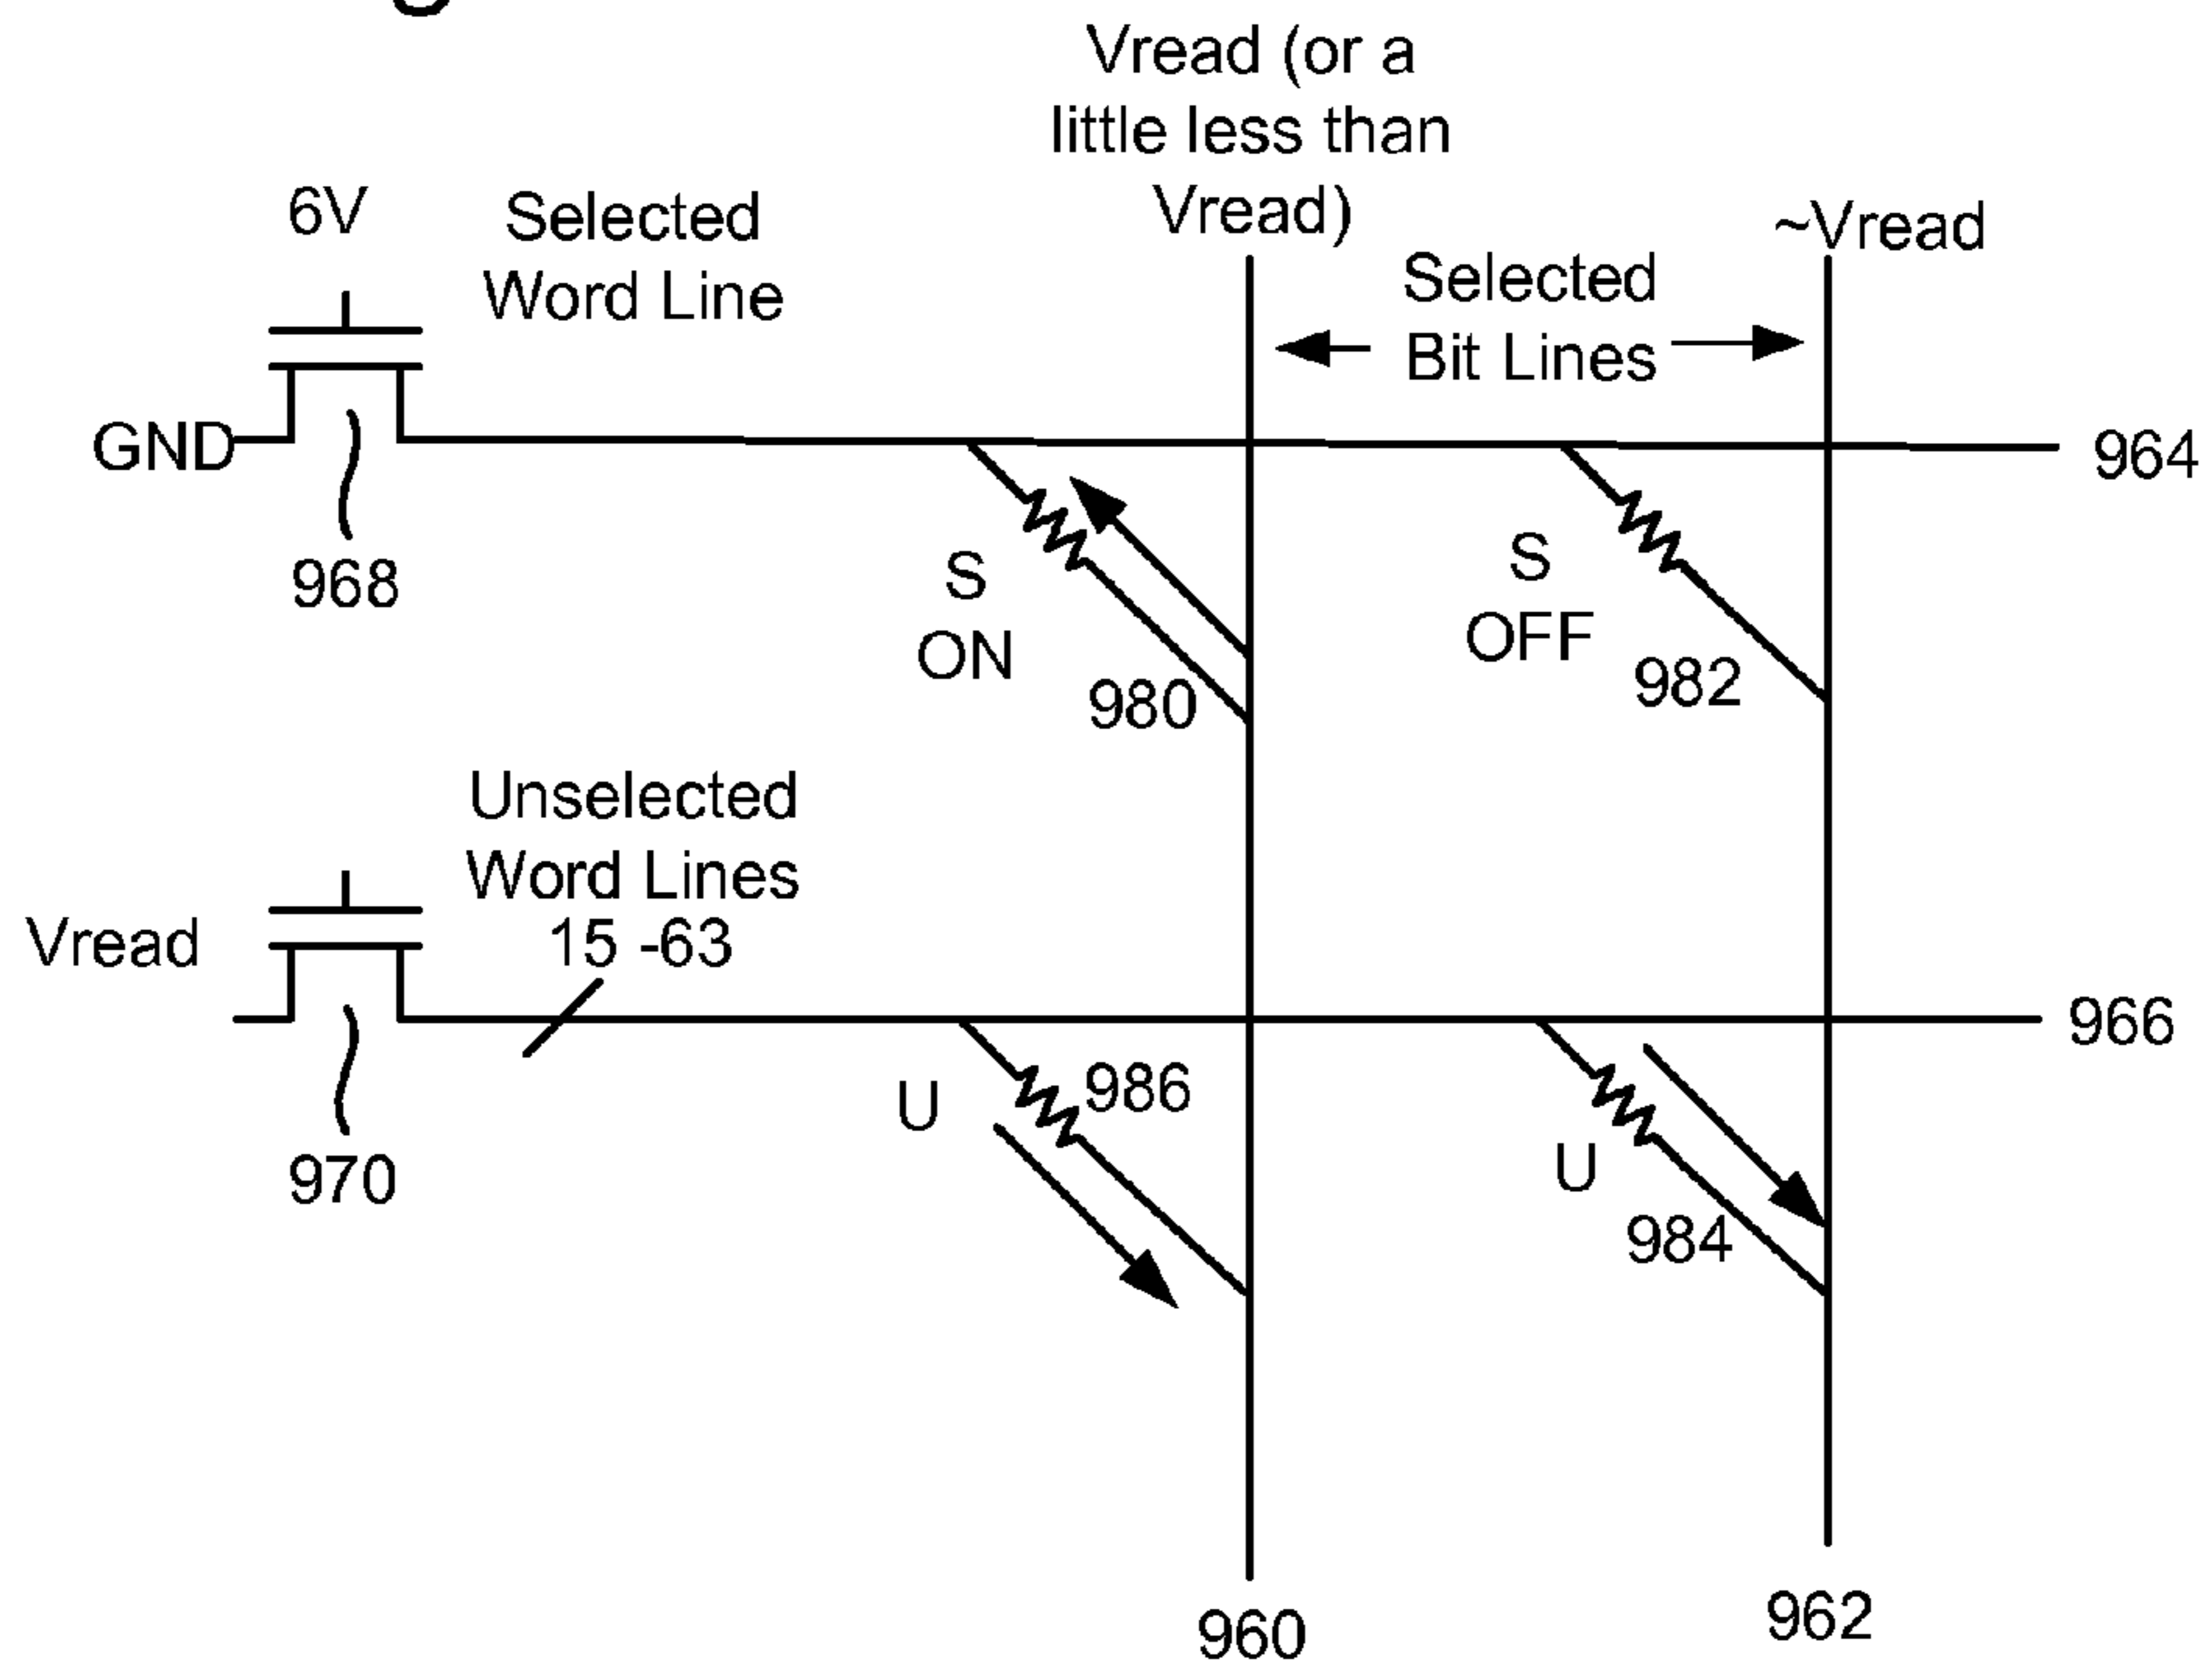 Vread (or a
little less than
Vread)
6V
Selected
Word Line
~Vread
Selected
Bit Lines
GND
964
968
S
ON
980
S
OFF
982
Unselected
Word Lines
15 -63
Vread
966
970
U
986
U
984
960
962